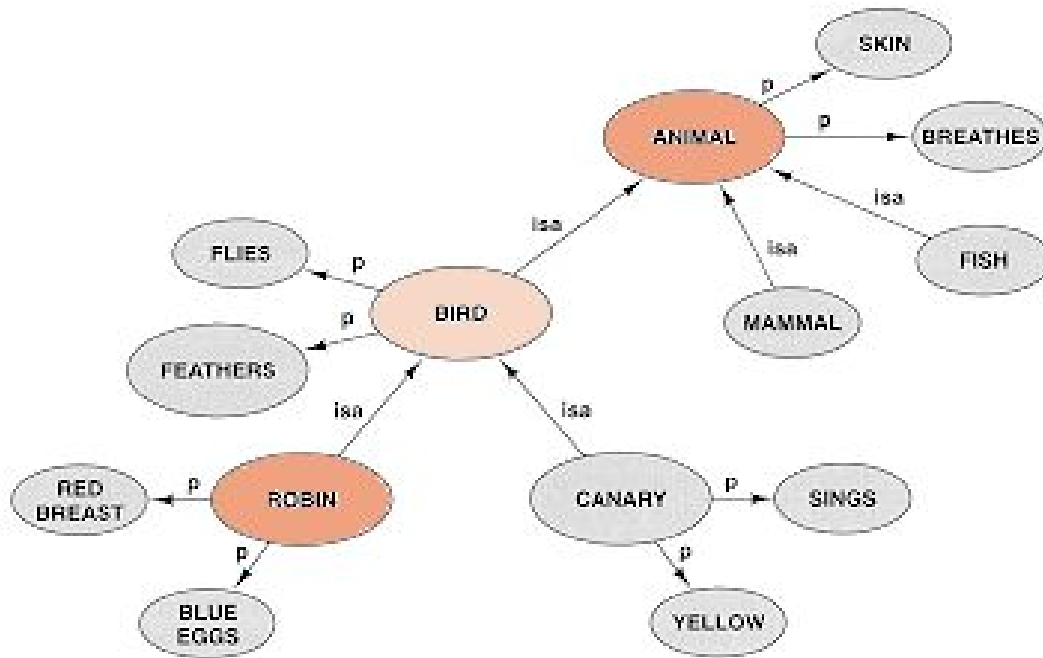 SKIN
p
ANIMAL
p
BREATHES
isa
isa
isa
FLIES
p
FISH
BIRD
p
MAMMAL
FEATHERS
isa
isa
RED
BREAST
p
ROBIN
CANARY
p
SINGS
p
p
BLUE
EGGS
YELLOW